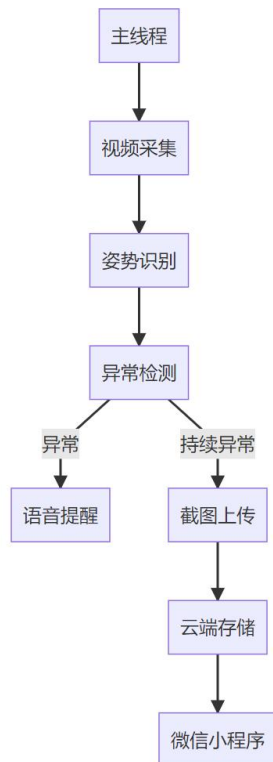 主线程
视频采集
姿势识别
异常检测
异常
持续异常
语音提醒
截图上传
云端存储
微信小程序